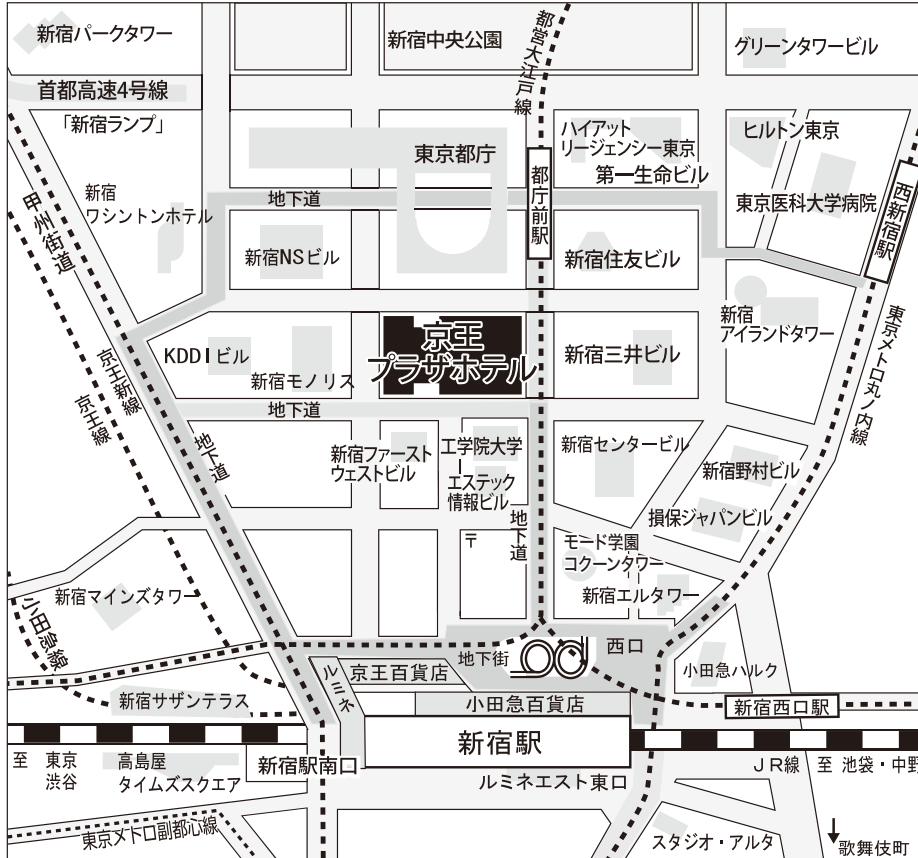 新宿パークタワー
新宿中央公園
都営大江戸線
グリーンタワービル
首都高速4号線
「新宿ランプ」
東京都庁
ハイアット
リージェンシー東京
第一生命ビル
ヒルトン東京
都庁前駅
西新宿駅
新宿
ワシントンホテル
地下道
東京医科大学病院
甲州街道
新宿NSビル
新宿住友ビル
新宿
アイランドタワー
東京メトロ丸ノ内線
京王
プラザホテル
KDDIビル
新宿モノリス
新宿三井ビル
京王新線
京王線
地下道
地下道
新宿ファースト
ウェストビル
工学院大学
エステック
情報ビル
新宿センタービル
新宿野村ビル
損保ジャパンビル
地下道
〒
モード学園
コクーンタワー
新宿マインズタワー
新宿エルタワー
小田急線
地下街
西口
ルミネ
京王百貨店
小田急ハルク
新宿サザンテラス
小田急百貨店
新宿西口駅
新宿駅
至 東京
渋谷
高島屋
タイムズスクエア
新宿駅南口
ルミネエスト東口
JR線
至 池袋・中野
東京メトロ副都心線
スタジオ・アルタ
歌舞伎町